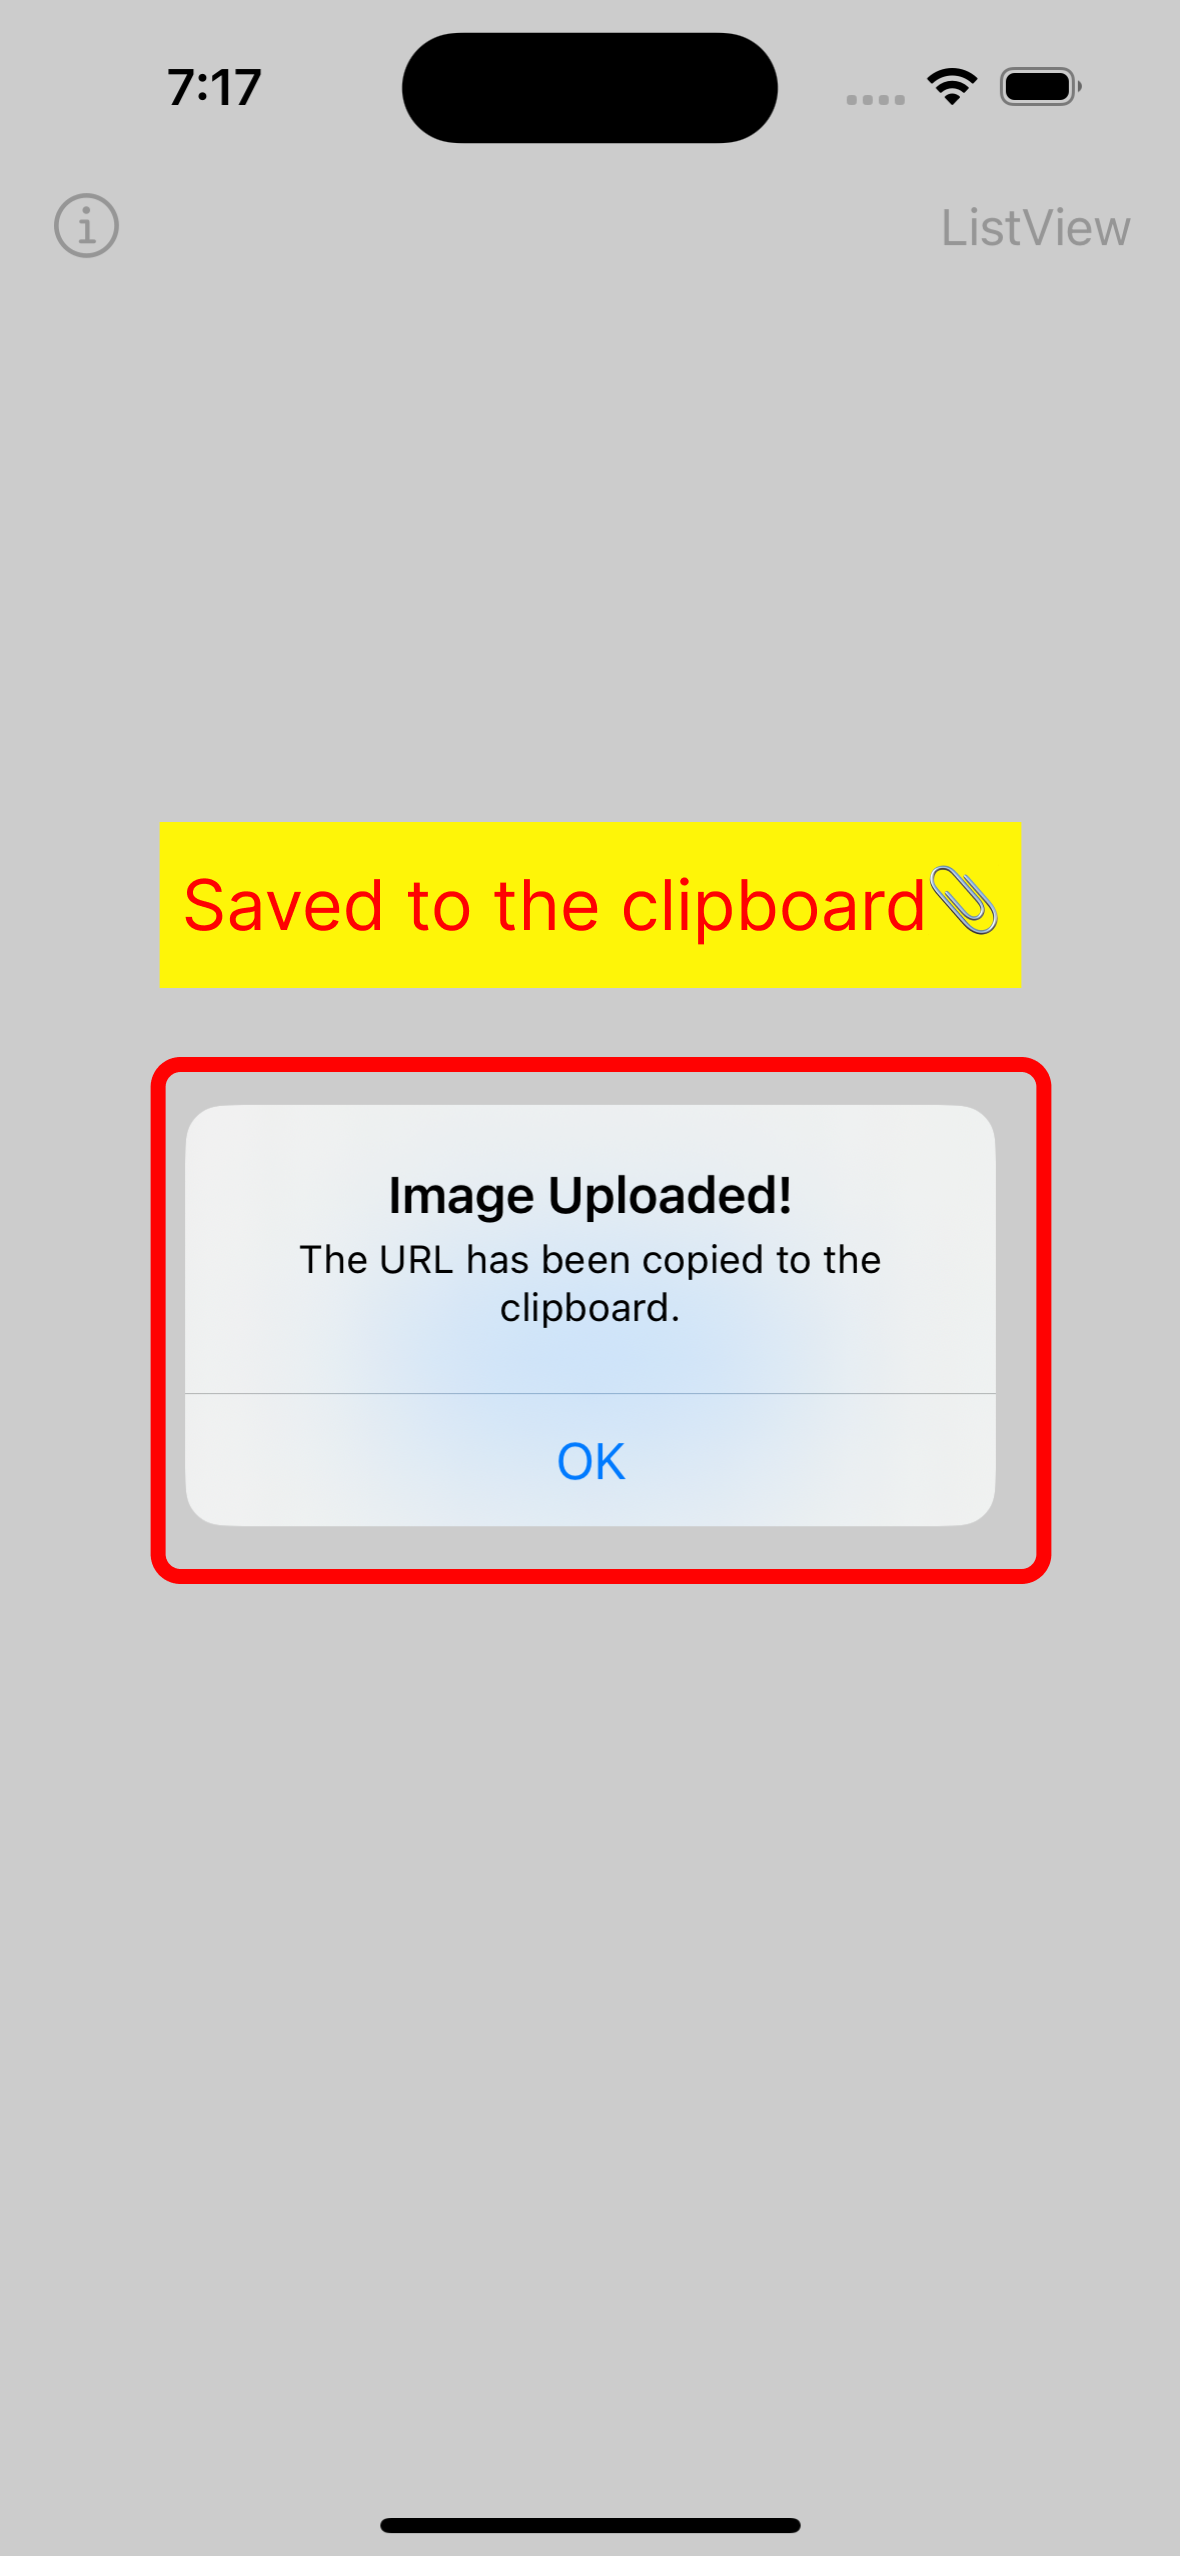 7:17
ListView
Saved to the clipboard📎
Image Uploaded!
The URL has been copied to the
clipboard.
OK